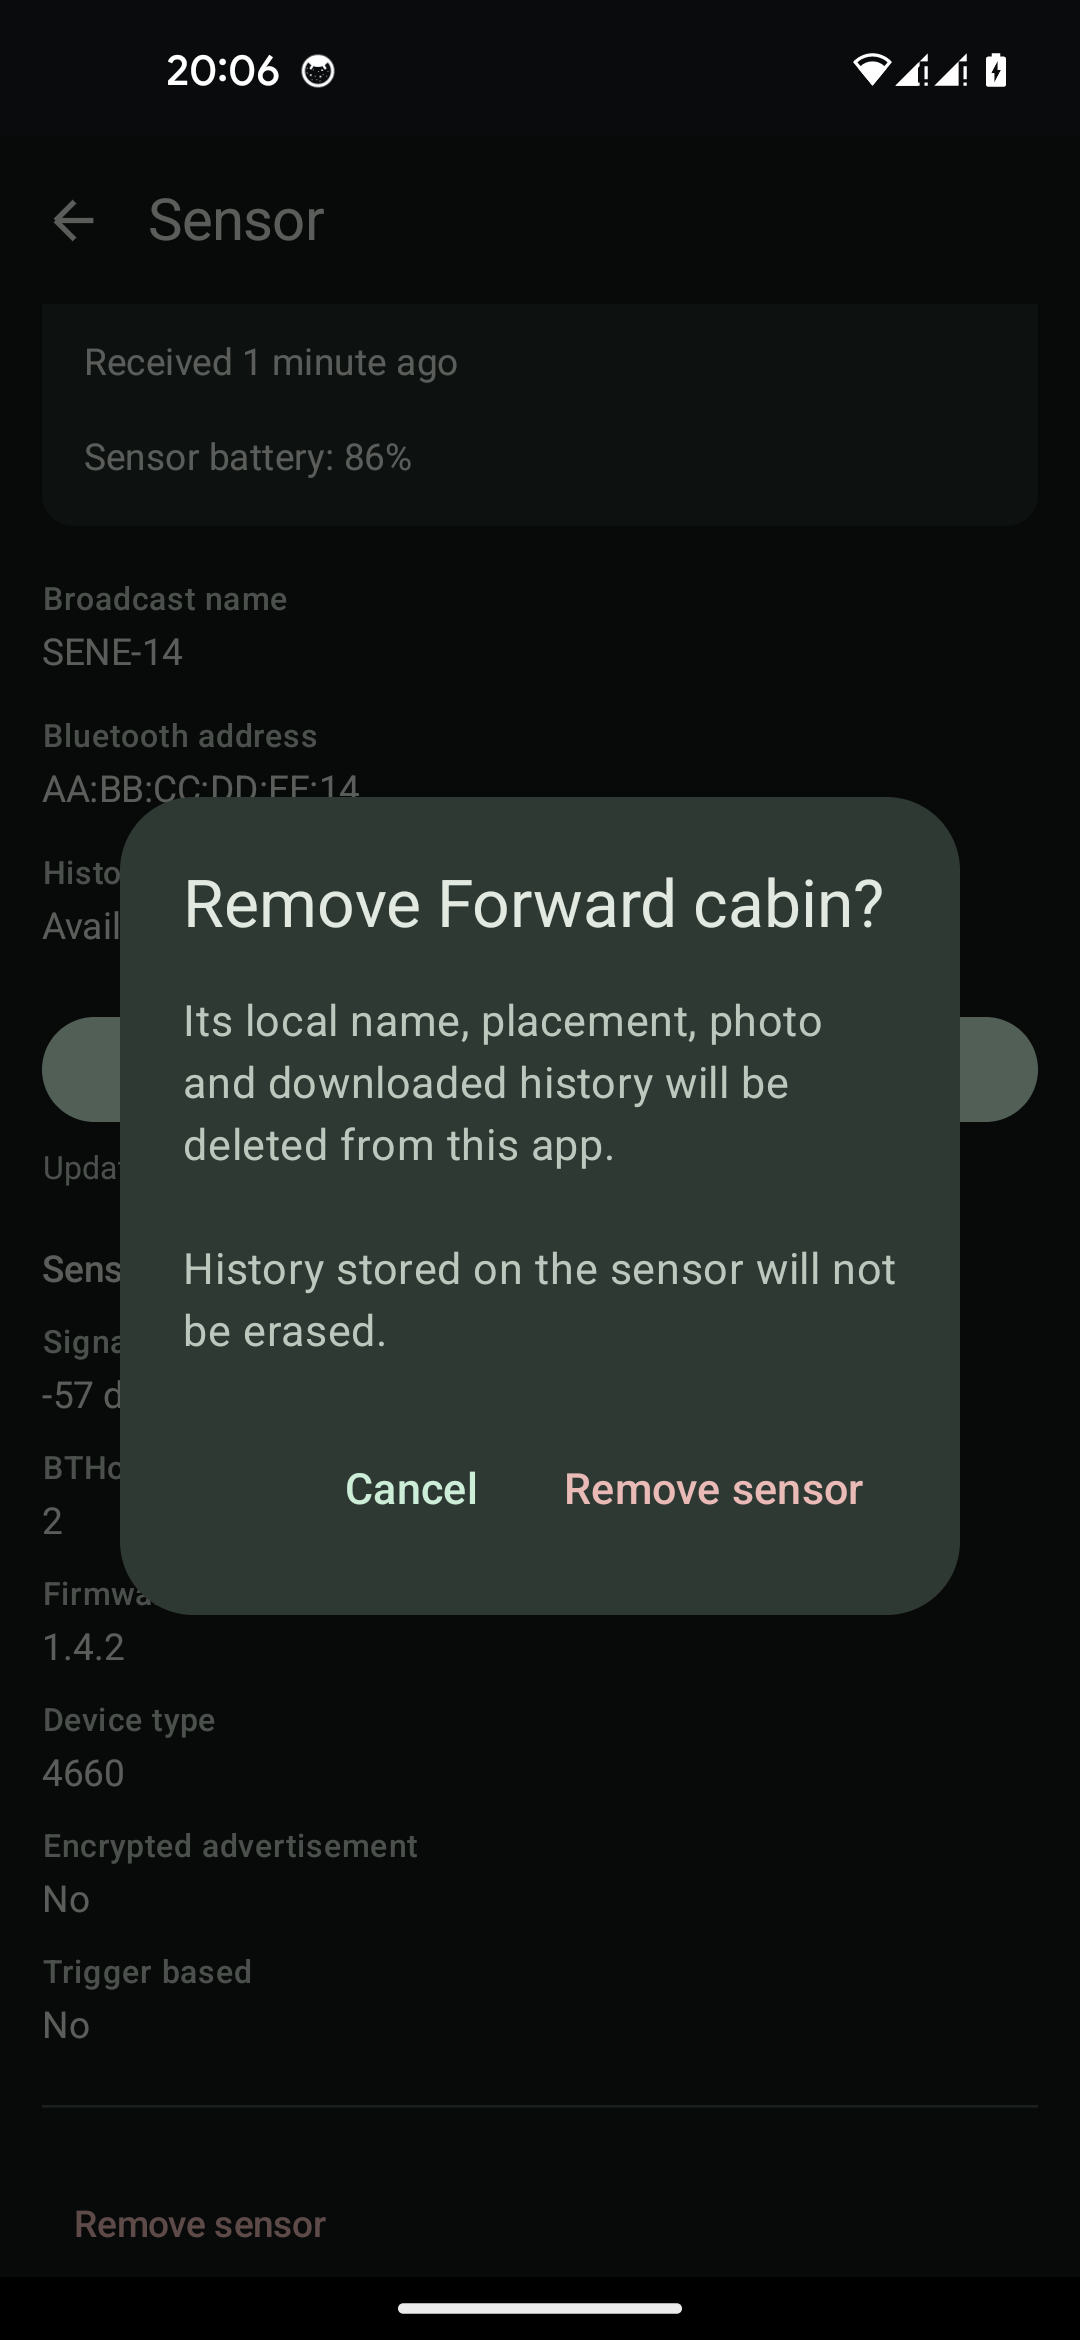 20:06
Sensor
Received 1 minute ago
Sensor battery: 86%
Broadcast name
SENE-14
Bluetooth address
AA:BB:CC:DD:EE:14
Remove Forward cabin?
Its local name, placement, photo
and downloaded history will be
deleted from this app.
History stored on the sensor will not
be erased.
Cancel
Remove sensor
-57
2
1.4.2
Device type
4660
Encrypted advertisement
No
Trigger based
No
Remove sensor